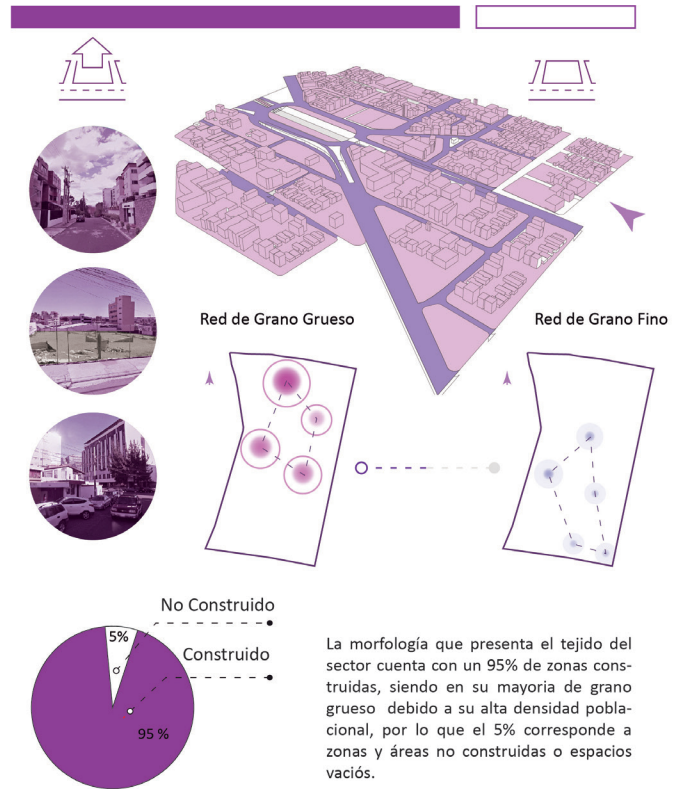 Red de Grano Grueso
Red de Grano Fino
No Construido
5%
Construido
95 %
La morfología que presenta el tejido del
sector cuenta con un 95% de zonas cons-
truidas, siendo en su mayoria de grano
grueso debido a su alta densidad pobla-
cional, por lo que el 5% corresponde a
zonas y áreas no construidas o espacios
vaciós.